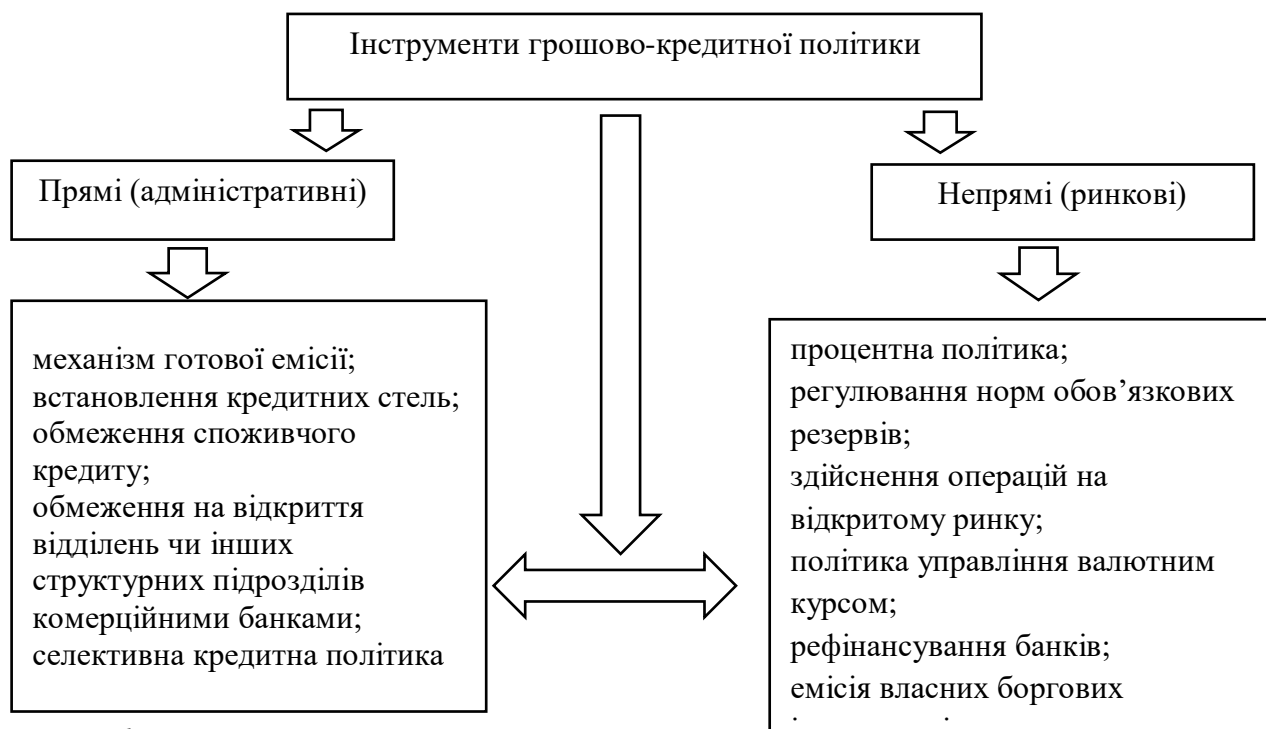 Інструменти грошово-кредитної політики
Прямі (адміністративні)
Непрямі (ринкові)
механізм готової емісії;
встановлення кредитних стель;
обмеження споживчого
кредиту;
обмеження на відкриття
відділень чи інших
структурних підрозділів
комерційними банками;
селективна кредитна політика
процентна політика;
регулювання норм обов’язкових
резервів;
здійснення операцій на
відкритому ринку;
політика управління валютним
курсом;
рефінансування банків;
емісія власних боргових